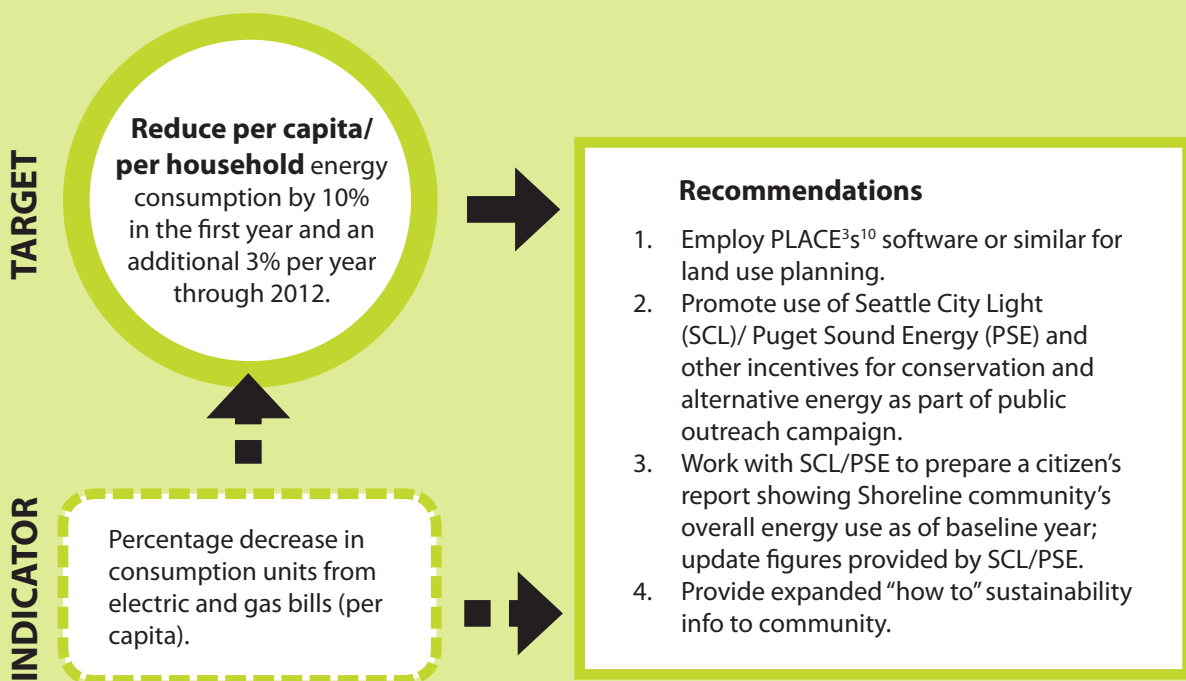 TARGET
Reduce per capita/
per household energy
consumption by 10%
in the first year and an
additional 3% per year
through 2012.
INDICATOR
Percentage decrease in
consumption units from
electric and gas bills (per
capita).
Recommendations
1. Employ PLACE³s¹⁰ software or similar for
land use planning.
2. Promote use of Seattle City Light
(SCL)/ Puget Sound Energy (PSE) and
other incentives for conservation and
alternative energy as part of public
outreach campaign.
3. Work with SCL/PSE to prepare a citizen's
report showing Shoreline community's
overall energy use as of baseline year;
update figures provided by SCL/PSE.
4. Provide expanded "how to" sustainability
info to community.